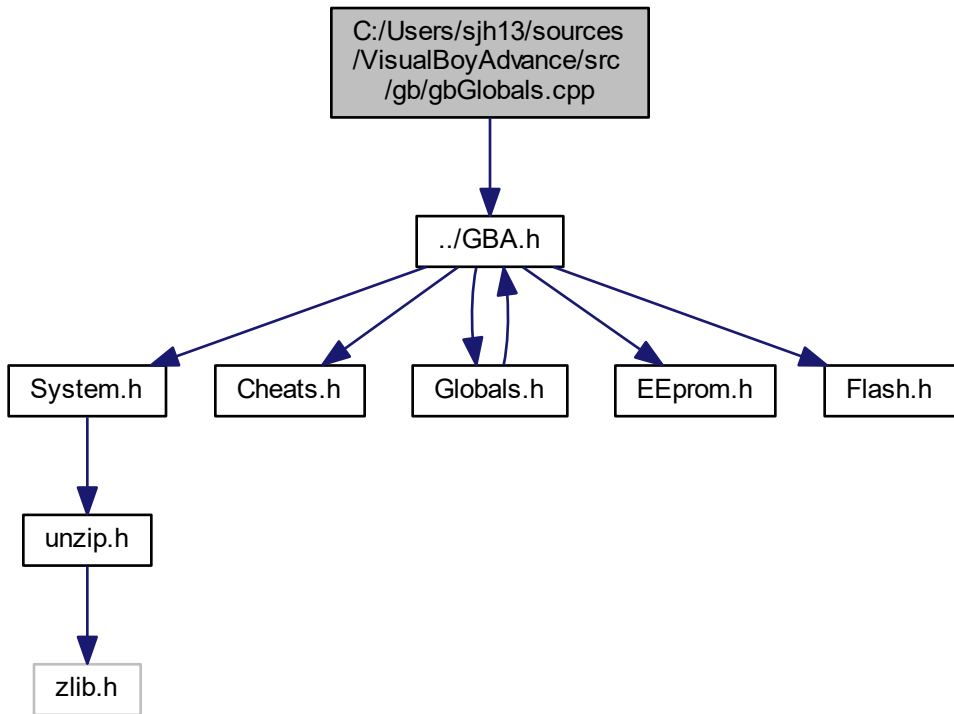 C:/Users/sjh13/sources
/VisualBoyAdvance/src
/gb/gbGlobals.cpp
../GBA.h
System.h
Cheats.h
Globals.h
EEprom.h
Flash.h
unzip.h
zlib.h